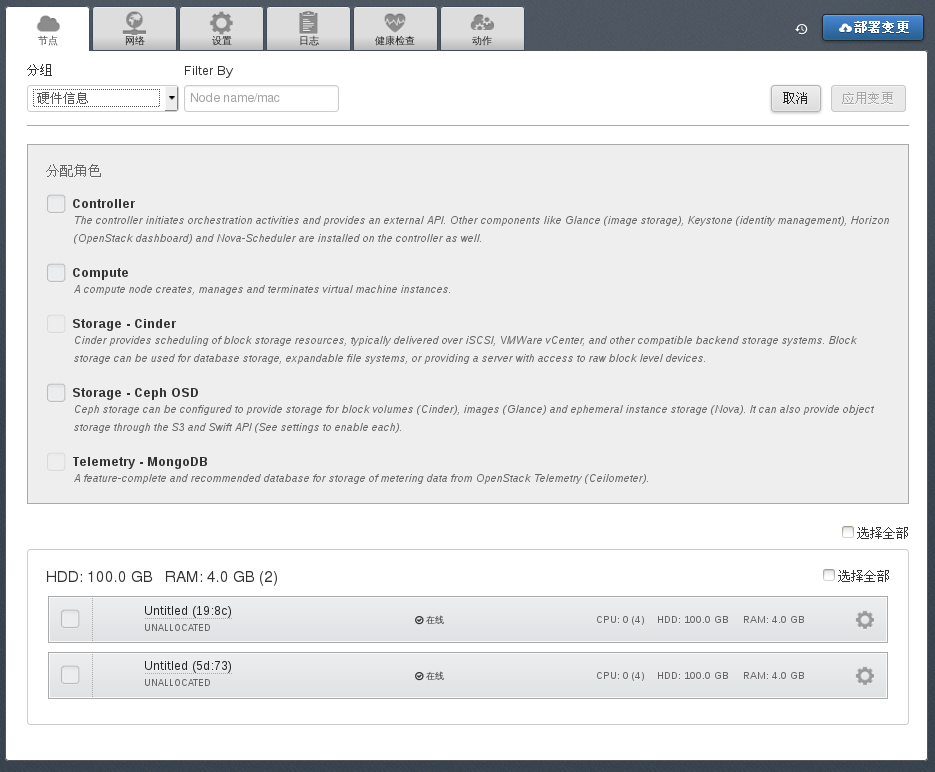 节点
网络
设置
日志
健康检查
动作
部署变更
分组
Filter By
硬件信息
Node name/mac
取消
应用变更
分配角色
Controller
The controller initiates orchestration activities and provides an external API. Other components like Glance (image storage), Keystone (identity management), Horizon
(OpenStack dashboard) and Nova-Scheduler are installed on the controller as well.
Compute
A compute node creates, manages and terminates virtual machine instances.
Storage - Cinder
Cinder provides scheduling of block storage resources, typically delivered over iSCSI, VMWare vCenter, and other compatible backend storage systems. Block
storage can be used for database storage, expandable file systems, or providing a server with access to raw block level devices.
Storage - Ceph OSD
Ceph storage can be configured to provide storage for block volumes (Cinder), images (Glance) and ephemeral instance storage (Nova). It can also provide object
storage through the S3 and Swift API (See settings to enable each).
Telemetry - MongoDB
A feature-complete and recommended database for storage of metering data from OpenStack Telemetry (Ceilometer).
选择全部
HDD: 100.0 GB RAM: 4.0 GB (2)
选择全部
Untitled (19:8c)
UNALLOCATED
在线
CPU: 0 (4) HDD: 100.0 GB RAM: 4.0 GB
Untitled (5d:73)
UNALLOCATED
在线
CPU: 0 (4) HDD: 100.0 GB RAM: 4.0 GB